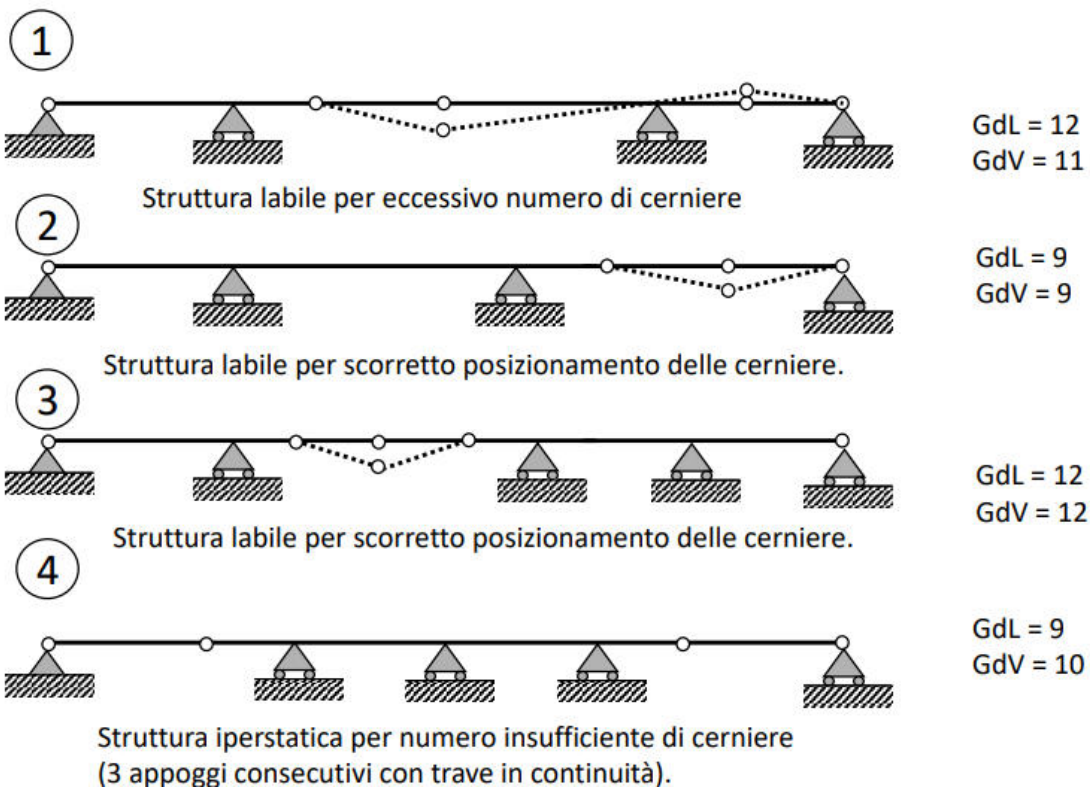 1
GdL = 12
GdV = 11
Struttura labile per eccessivo numero di cerniere
2
GdL = 9
GdV = 9
Struttura labile per scorretto posizionamento delle cerniere.
3
GdL = 12
GdV = 12
Struttura labile per scorretto posizionamento delle cerniere.
4
GdL = 9
GdV = 10
Struttura iperstatica per numero insufficiente di cerniere
(3 appoggi consecutivi con trave in continuità).